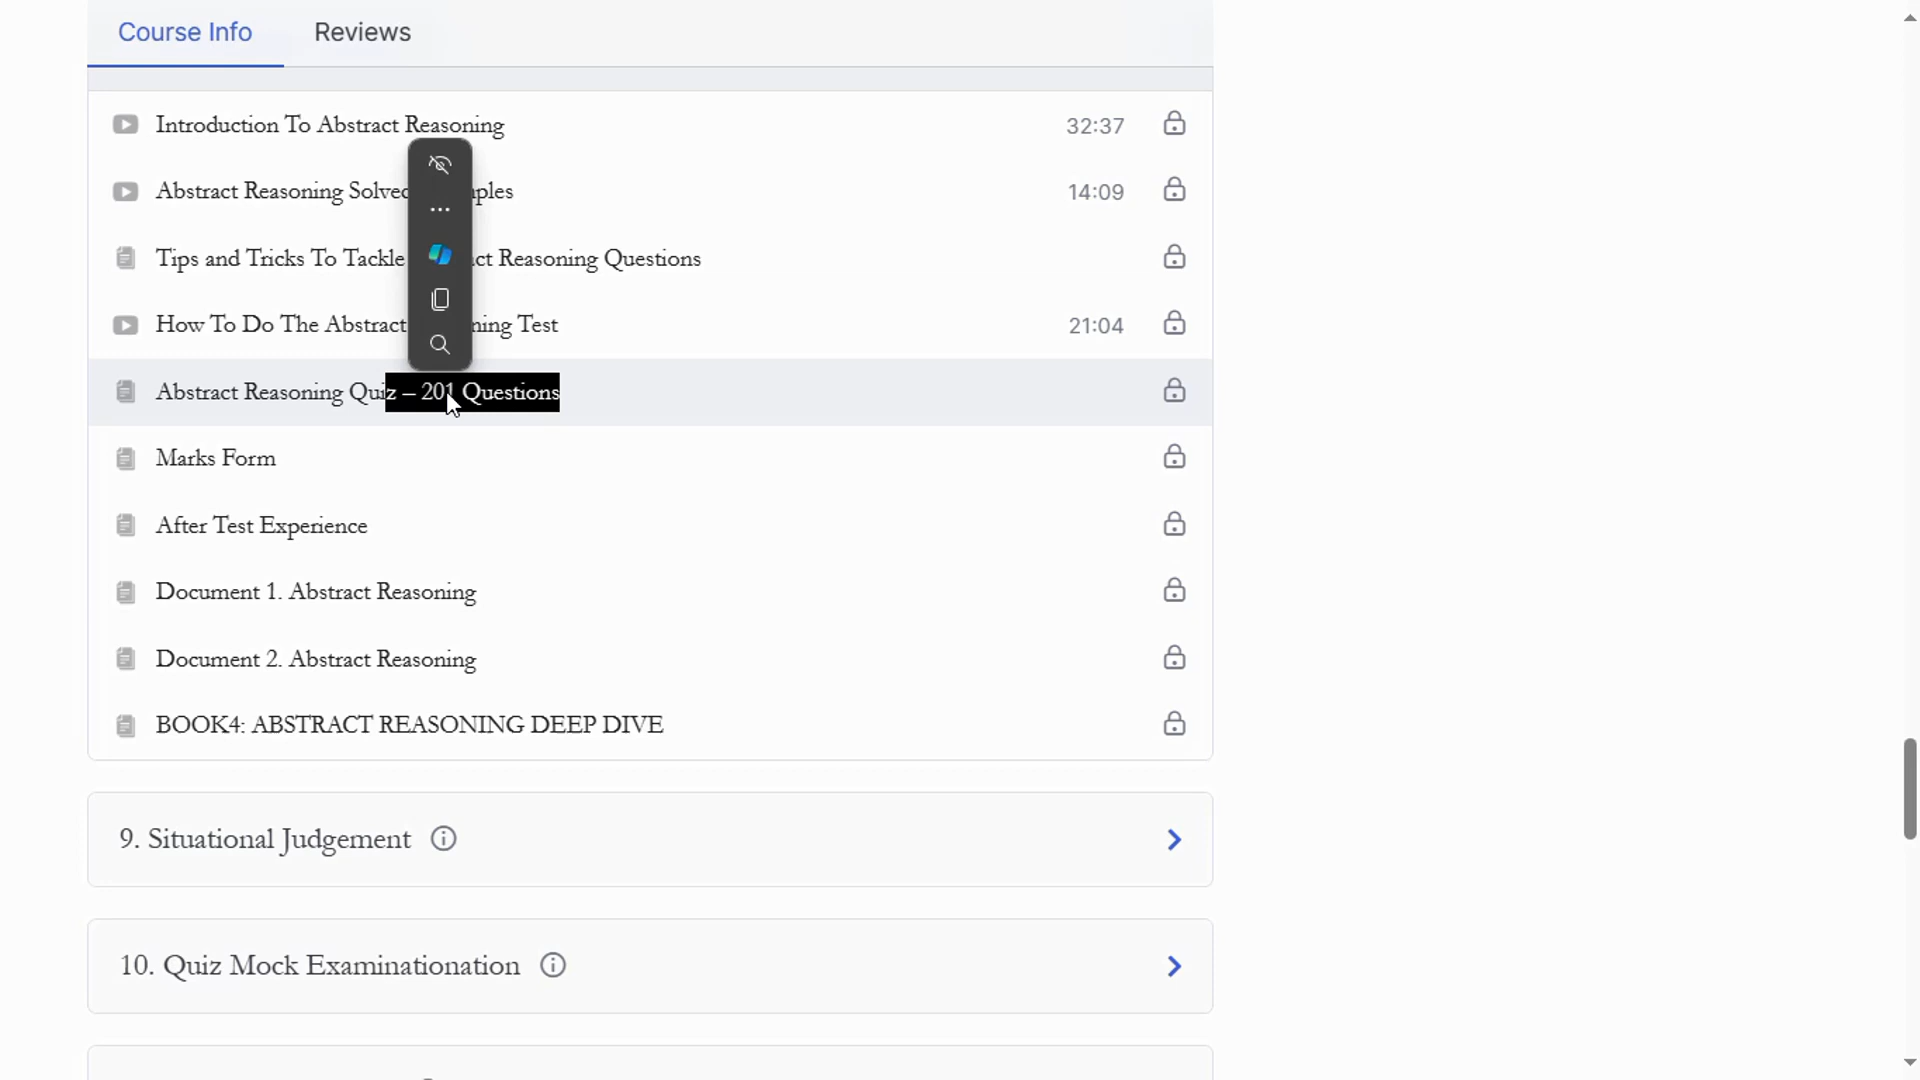 Course Info
Reviews
Introduction To Abstract Reasoning 32:37
Abstract Reasoning Solved ples 14:09
Tips and Tricks To Tackle ct Reasoning Questions
How To Do The Abstract ning Test 21:04
Abstract Reasoning Quiz – 201 Questions
Marks Form
After Test Experience
Document 1. Abstract Reasoning
Document 2. Abstract Reasoning
BOOK4: ABSTRACT REASONING DEEP DIVE
9. Situational Judgement
10. Quiz Mock Examinationation